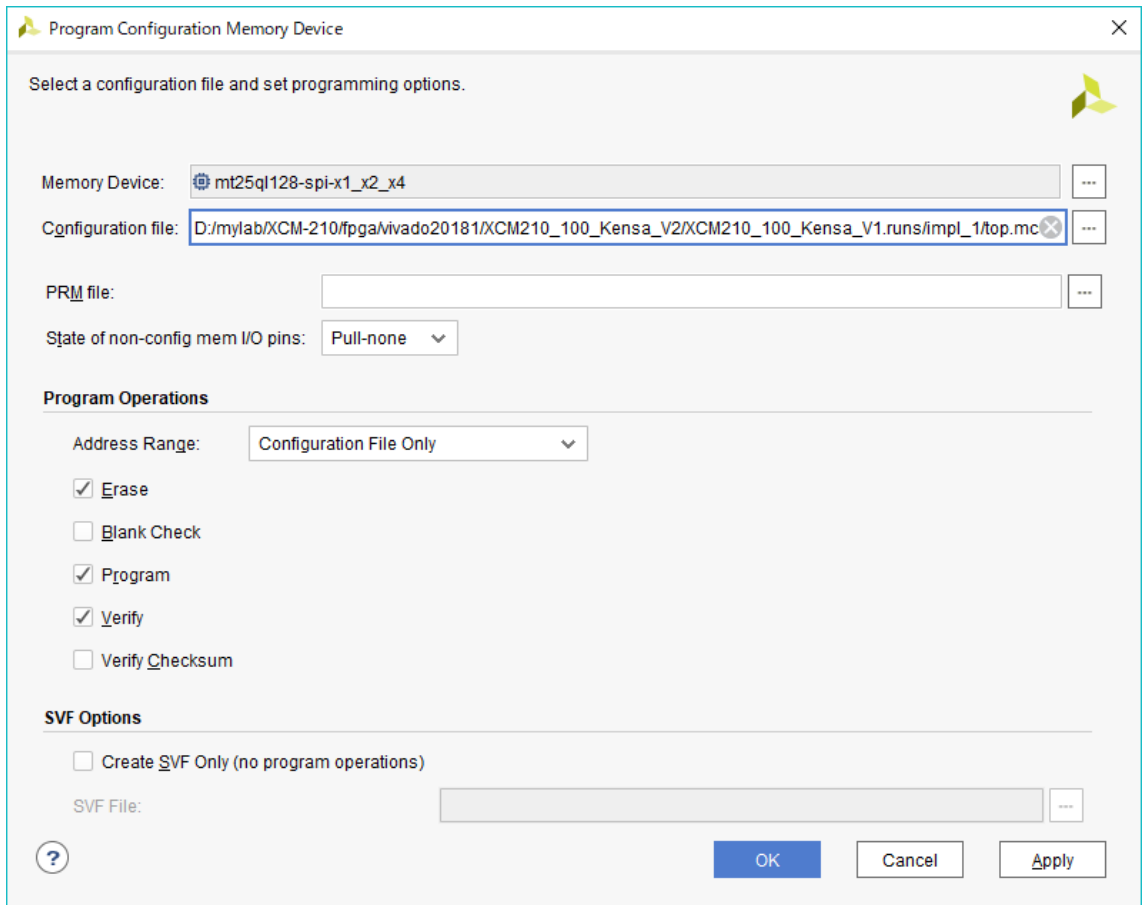 Program Configuration Memory Device
Select a configuration file and set programming options.
Memory Device: mt25ql128-spi-x1_x2_x4 ...
Configuration file: D:/mylab/XCM-210/fpga/vivado20181/XCM210_100_Kensa_V2/XCM210_100_Kensa_V1.runs/impl_1/top.mc ...
PRM file: ...
State of non-config mem I/O pins: Pull-none
Program Operations
Address Range: Configuration File Only
Erase
Blank Check
Program
Verify
Verify Checksum
SVF Options
Create SVF Only (no program operations)
SVF File: ...
? OK Cancel Apply